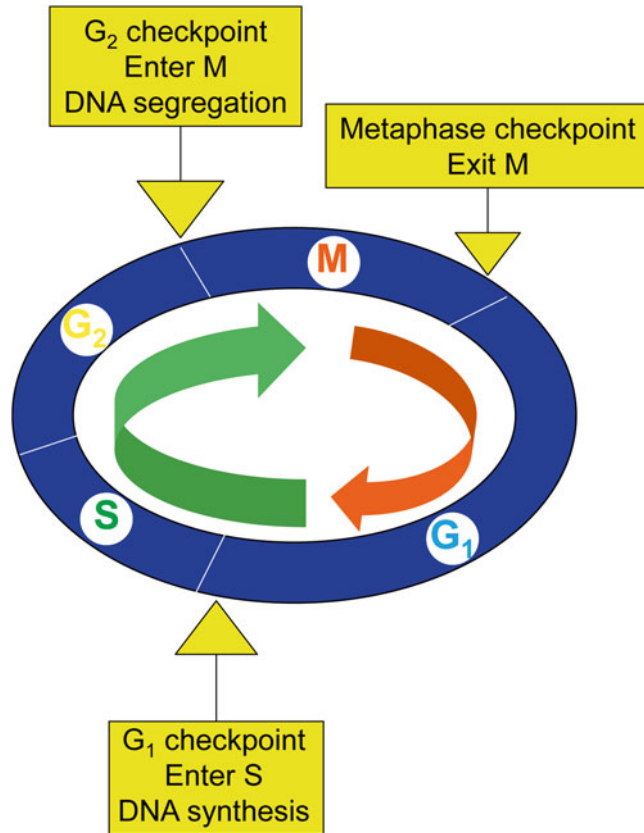 G₂ checkpoint
Enter M
DNA segregation
Metaphase checkpoint
Exit M
M
G₂
S
G₁
G₁ checkpoint
Enter S
DNA synthesis